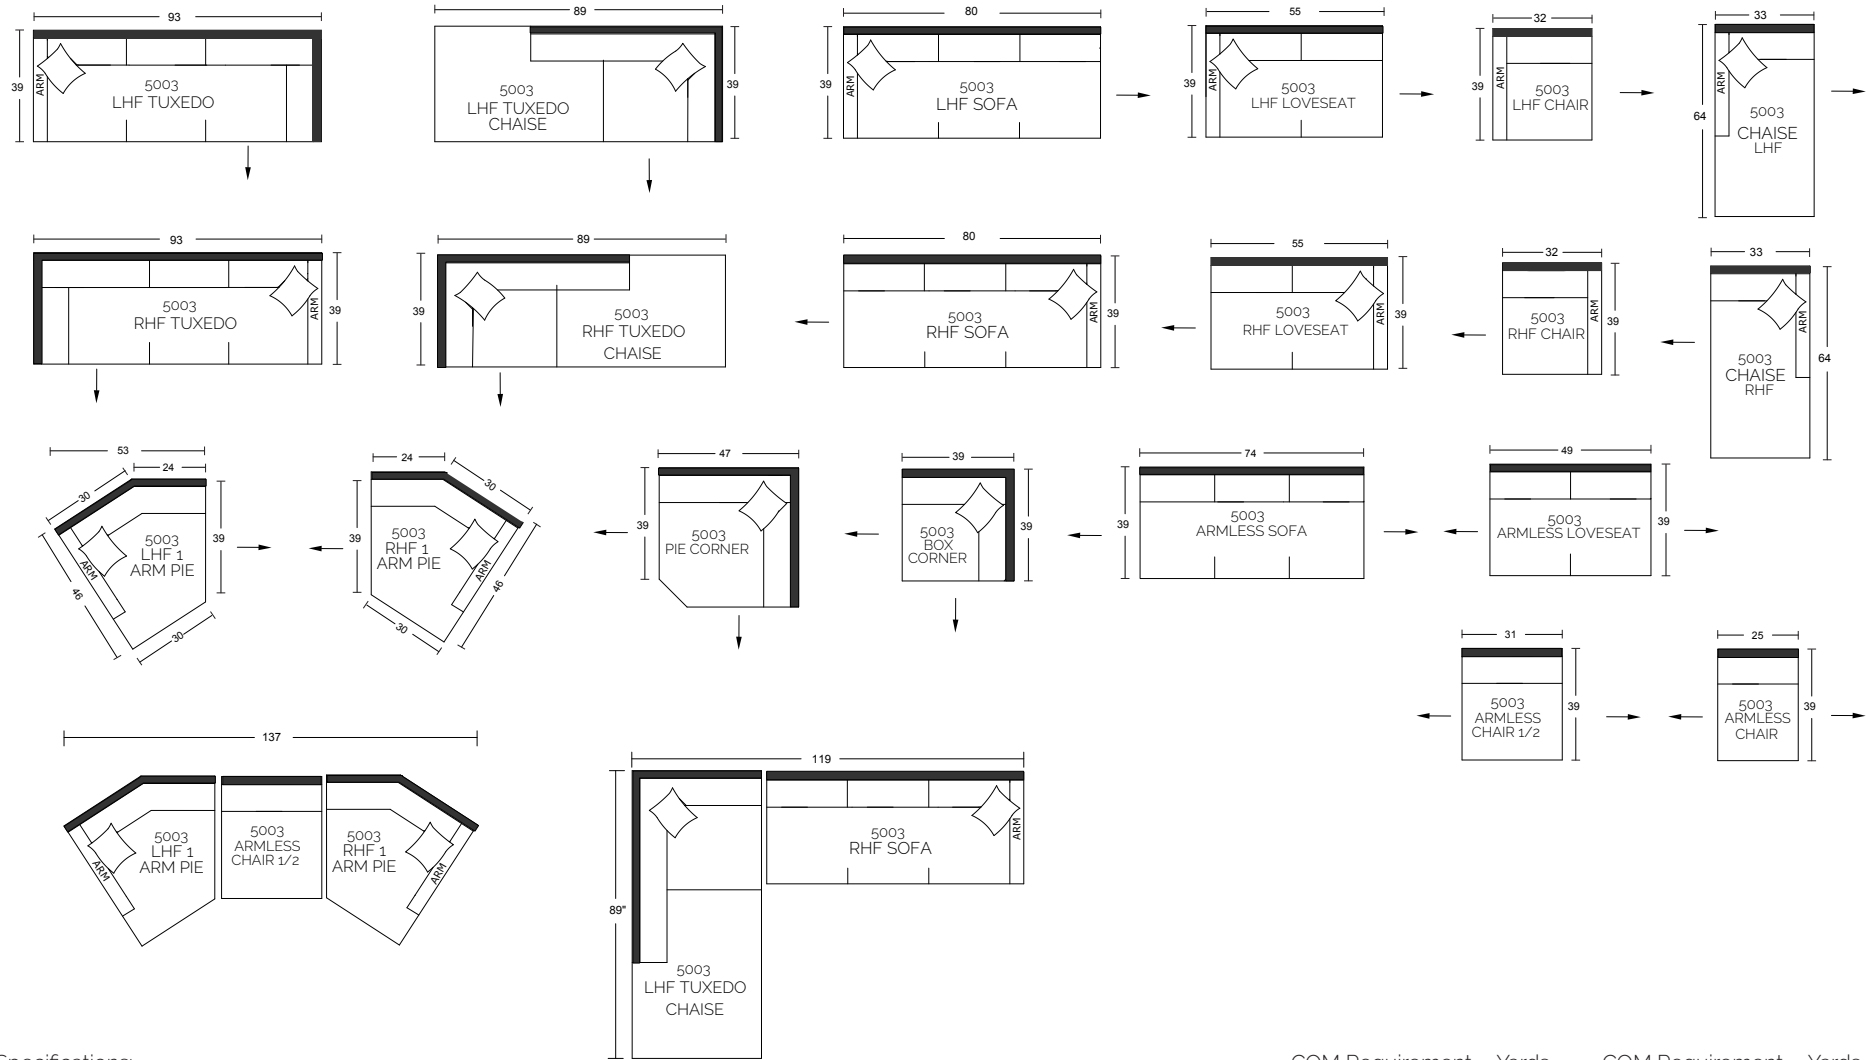 93
39
ARM
5003
LHF TUXEDO
89
39
5003
LHF TUXEDO
CHAISE
80
39
ARM
5003
LHF SOFA
55
39
ARM
5003
LHF LOVESEAT
32
39
ARM
5003
LHF CHAIR
33
64
ARM
5003
CHAISE
LHF
93
39
ARM
5003
RHF TUXEDO
89
39
5003
RHF TUXEDO
CHAISE
80
39
ARM
5003
RHF SOFA
55
39
ARM
5003
RHF LOVESEAT
32
39
ARM
5003
RHF CHAIR
33
64
ARM
5003
CHAISE
RHF
53
24
30
39
46
30
ARM
5003
LHF 1
ARM PIE
24
30
39
46
30
ARM
5003
RHF 1
ARM PIE
47
39
5003
PIE CORNER
39
39
5003
BOX
CORNER
74
39
5003
ARMLESS SOFA
49
39
5003
ARMLESS LOVESEAT
31
39
5003
ARMLESS
CHAIR 1/2
25
39
5003
ARMLESS
CHAIR
137
ARM
5003
LHF 1
ARM PIE
5003
ARMLESS
CHAIR 1/2
5003
RHF 1
ARM PIE
ARM
119
89"
5003
RHF SOFA
ARM
5003
LHF TUXEDO
CHAISE
Specifications:
COM Requirement - Yards
COM Requirement - Yards